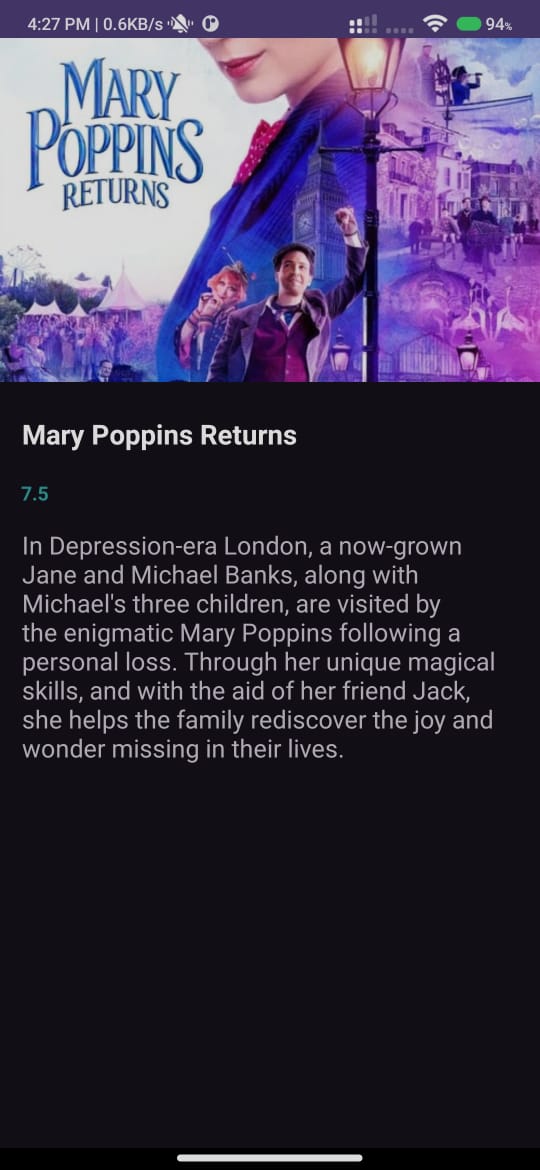 4:27 PM | 0.6KB/s
94%
MARY
POPPINS
RETURNS
Mary Poppins Returns
7.5
In Depression-era London, a now-grown
Jane and Michael Banks, along with
Michael's three children, are visited by
the enigmatic Mary Poppins following a
personal loss. Through her unique magical
skills, and with the aid of her friend Jack,
she helps the family rediscover the joy and
wonder missing in their lives.